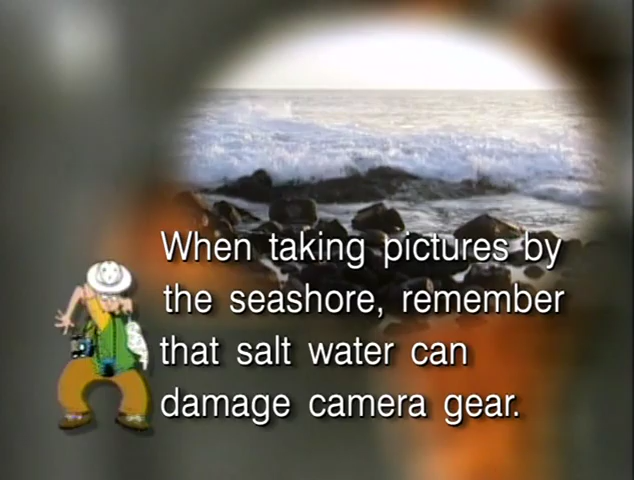 When taking pictures by
the seashore, remember
that salt water can
damage camera gear.